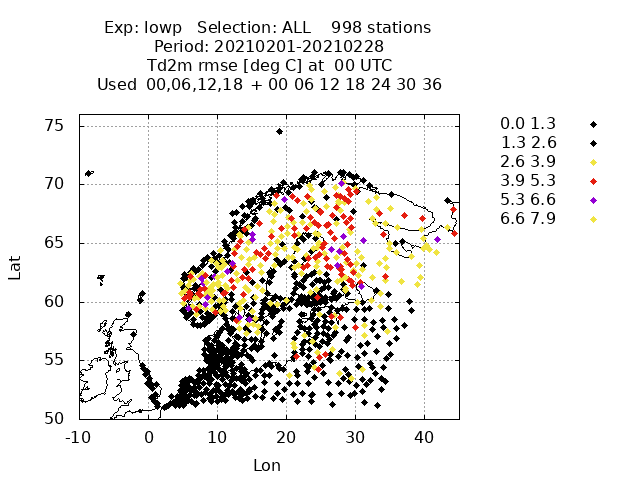 Exp: lowp   Selection: ALL    998 stations
Period: 20210201-20210228
Td2m rmse [deg C] at  00 UTC
Used  00,06,12,18  + 00 06 12 18 24 30 36
0.0 1.3
1.3 2.6
2.6 3.9
3.9 5.3
5.3 6.6
6.6 7.9
75
70
65
60
55
50
Lat
-10 0 10 20 30 40
Lon